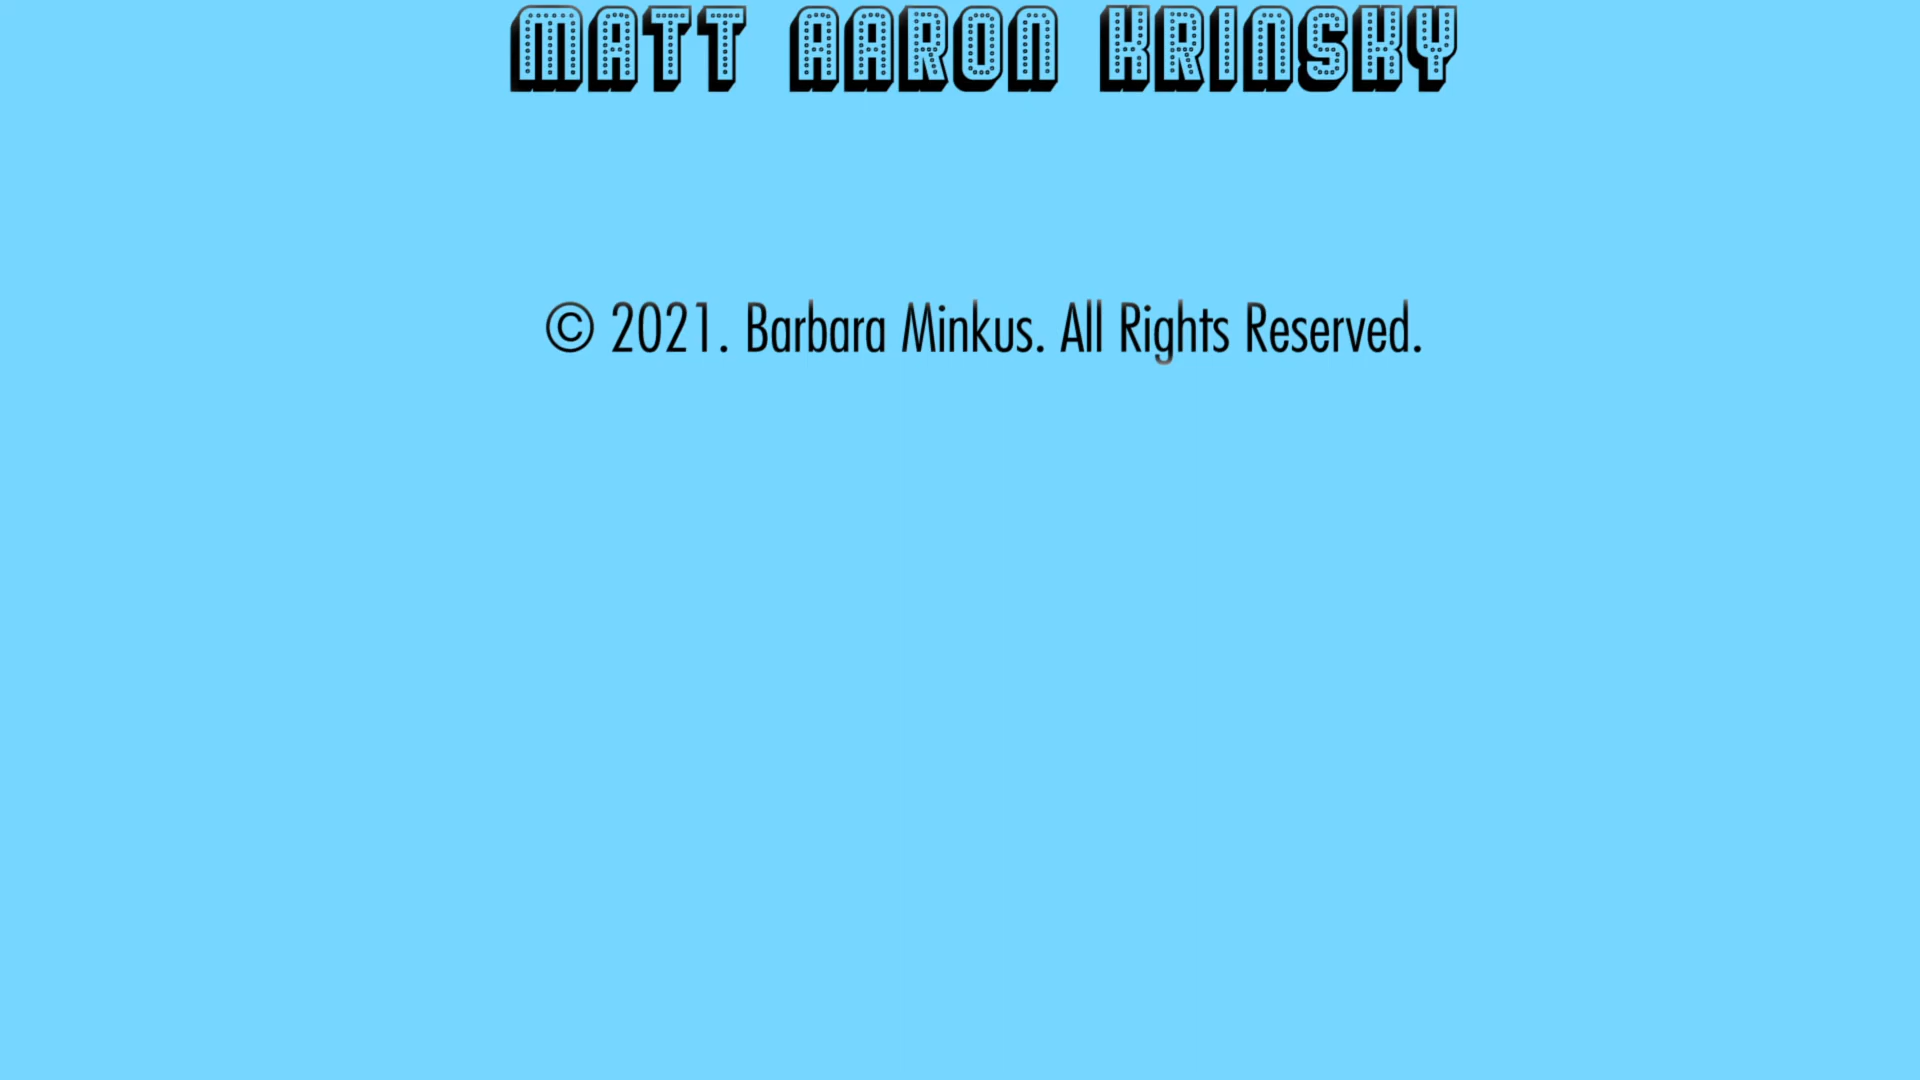 MATT AARON KRINSKY
© 2021. Barbara Minkus. All Rights Reserved.